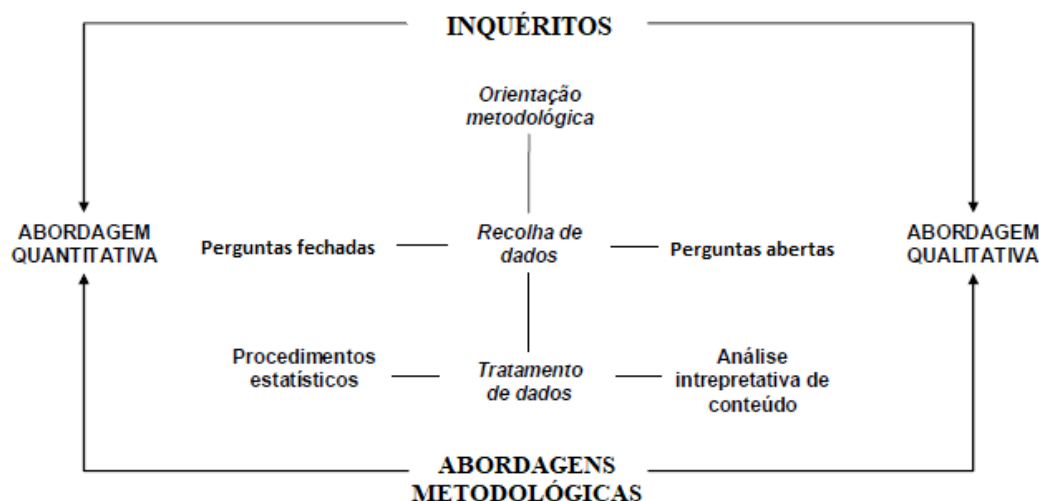 INQUÉRITOS
Orientação
metodológica
ABORDAGEM
QUANTITATIVA
Perguntas fechadas
Recolha de
dados
Perguntas abertas
ABORDAGEM
QUALITATIVA
Procedimentos
estatísticos
Tratamento
de dados
Análise
intrepretativa de
conteúdo
ABORDAGENS
METODOLÓGICAS